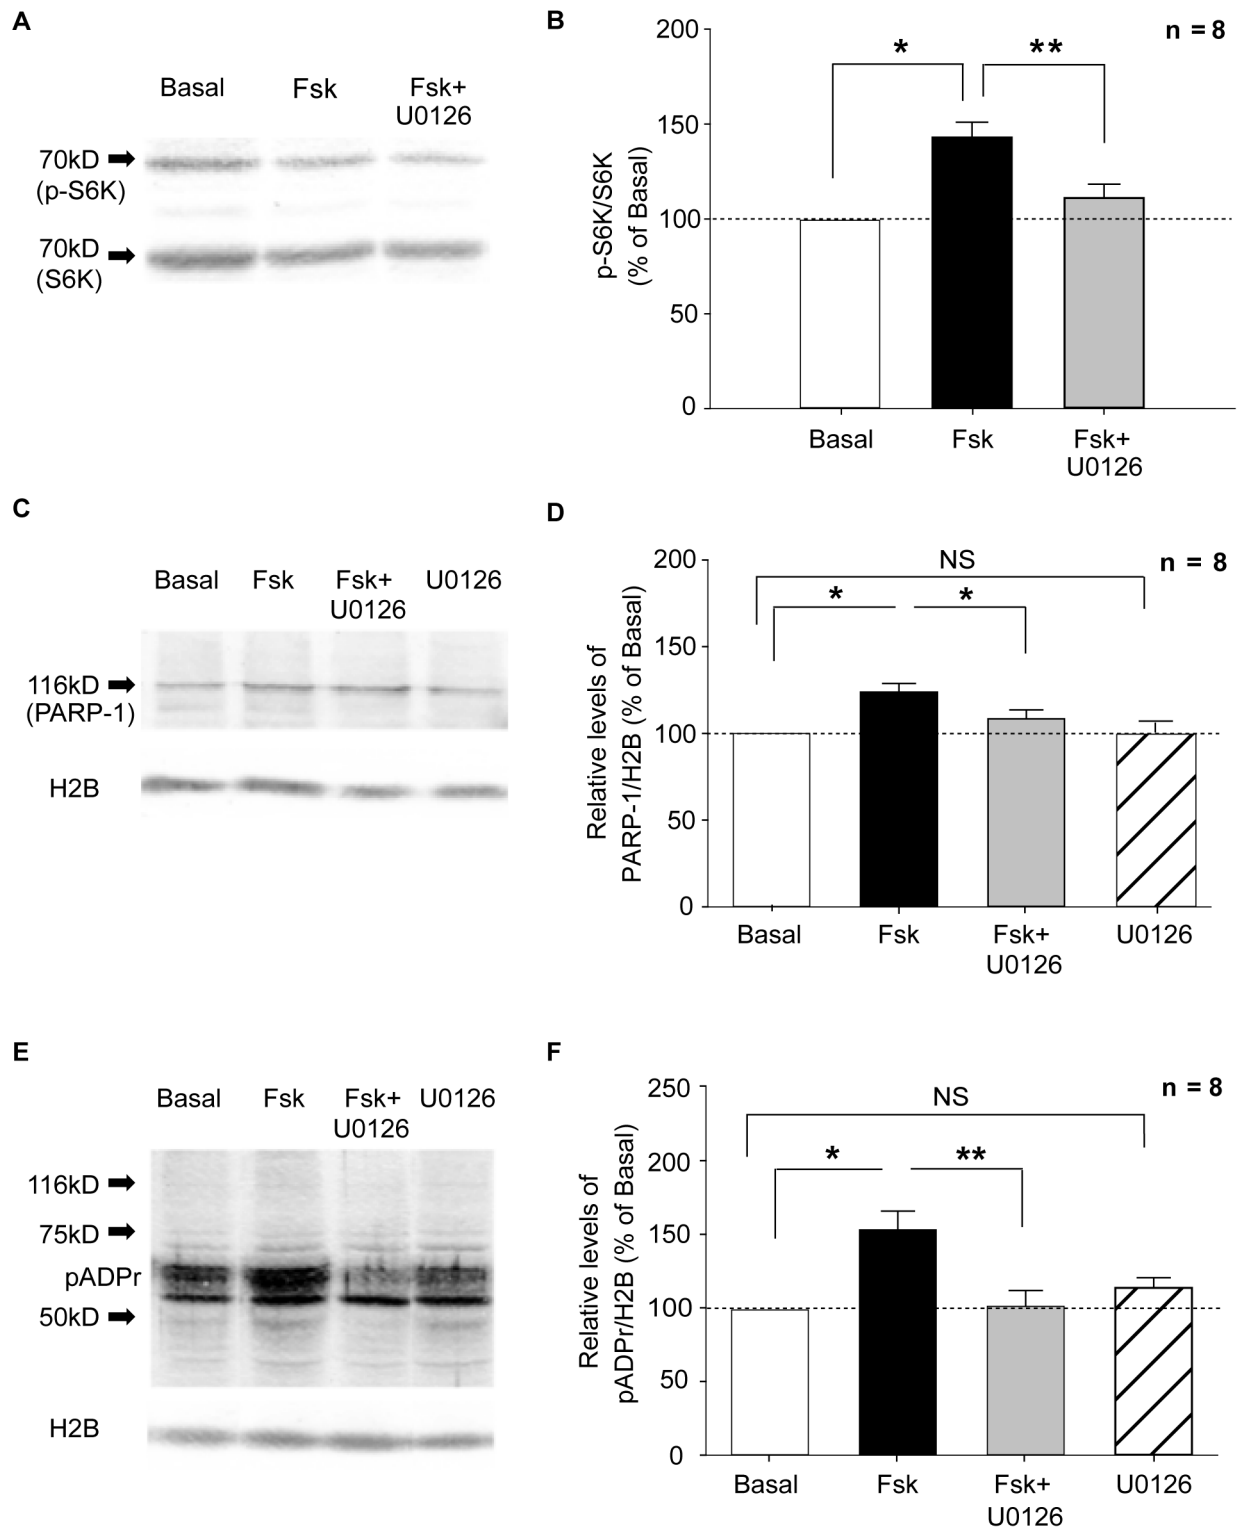 A
Basal
Fsk
Fsk+
U0126
70kD
(p-S6K)
70kD
(S6K)
B
n = 8
200
150
100
50
0
p-S6K/S6K
(% of Basal)
*
**
Basal
Fsk
Fsk+
U0126
C
Basal
Fsk
Fsk+
U0126
U0126
116kD
(PARP-1)
H2B
D
n = 8
200
150
100
50
0
Relative levels of
PARP-1/H2B (% of Basal)
NS
*
*
Basal
Fsk
Fsk+
U0126
U0126
E
Basal
Fsk
Fsk+
U0126
U0126
116kD
75kD
pADPr
50kD
H2B
F
n = 8
250
200
150
100
50
0
Relative levels of
pADPr/H2B (% of Basal)
NS
*
**
Basal
Fsk
Fsk+
U0126
U0126